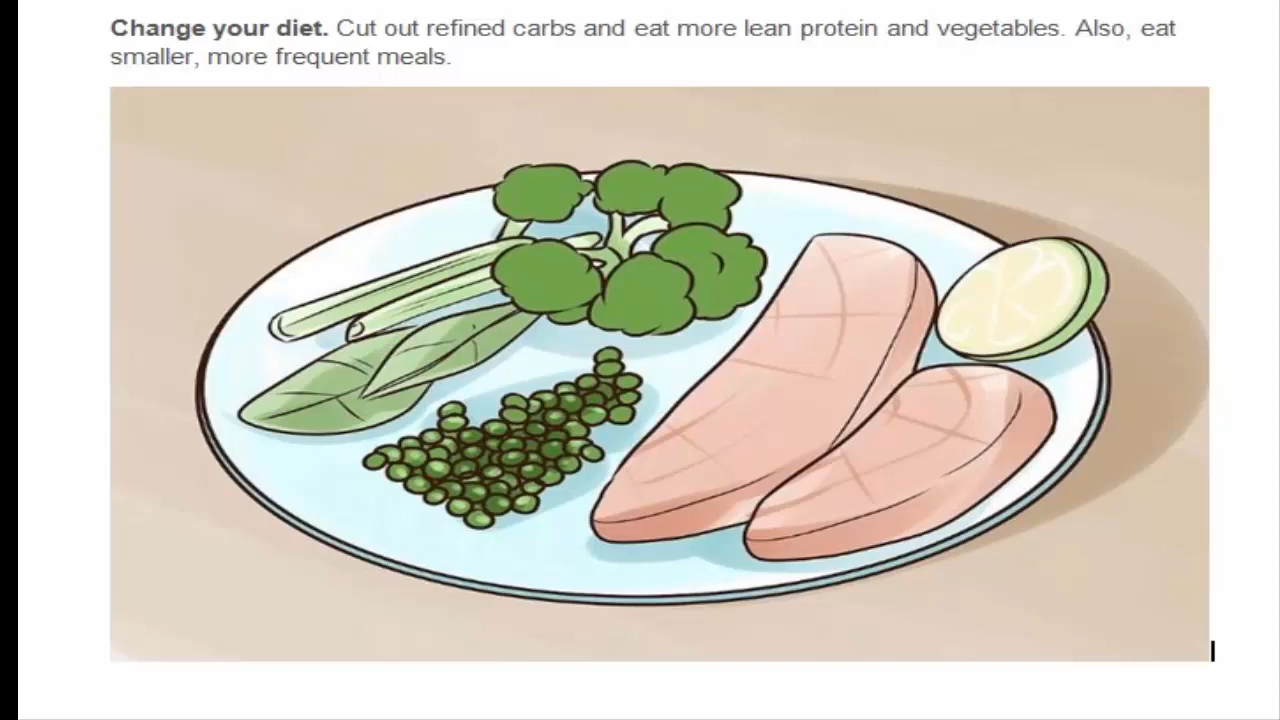 Change your diet. Cut out refined carbs and eat more lean protein and vegetables. Also, eat
smaller, more frequent meals.